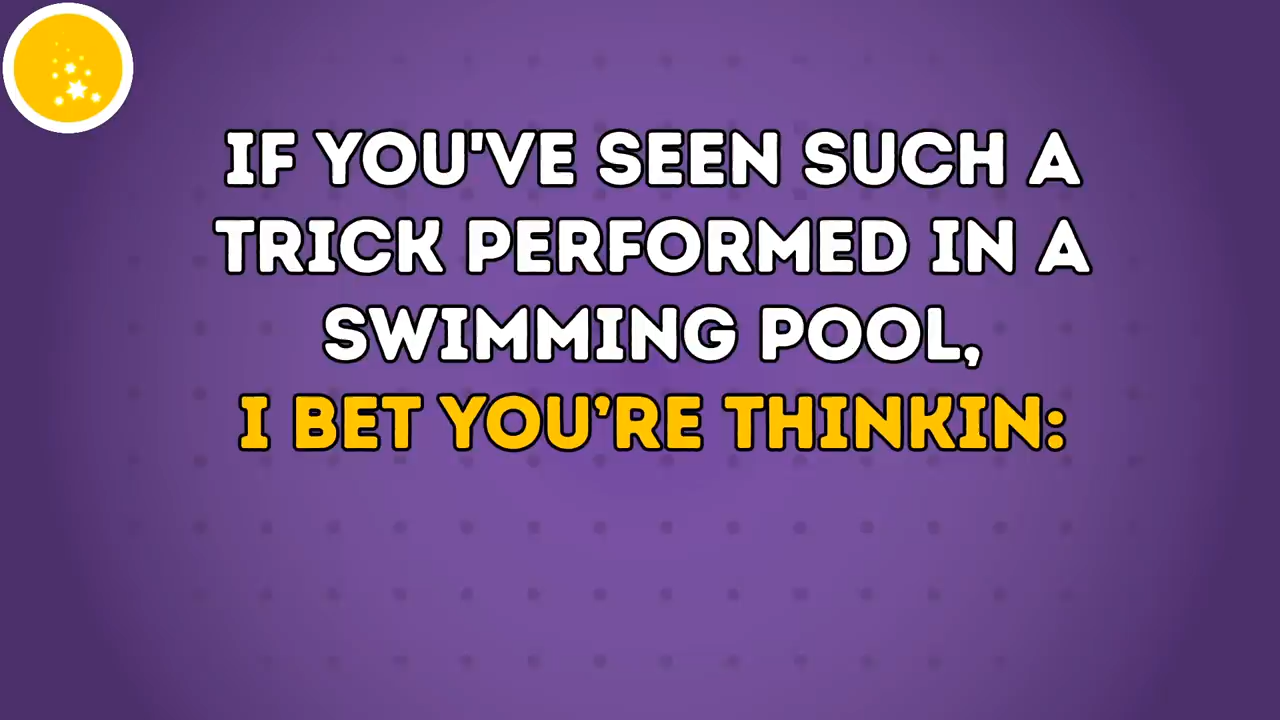 IF YOU'VE SEEN SUCH A
TRICK PERFORMED IN A
SWIMMING POOL,
I BET YOU’RE THINKIN: